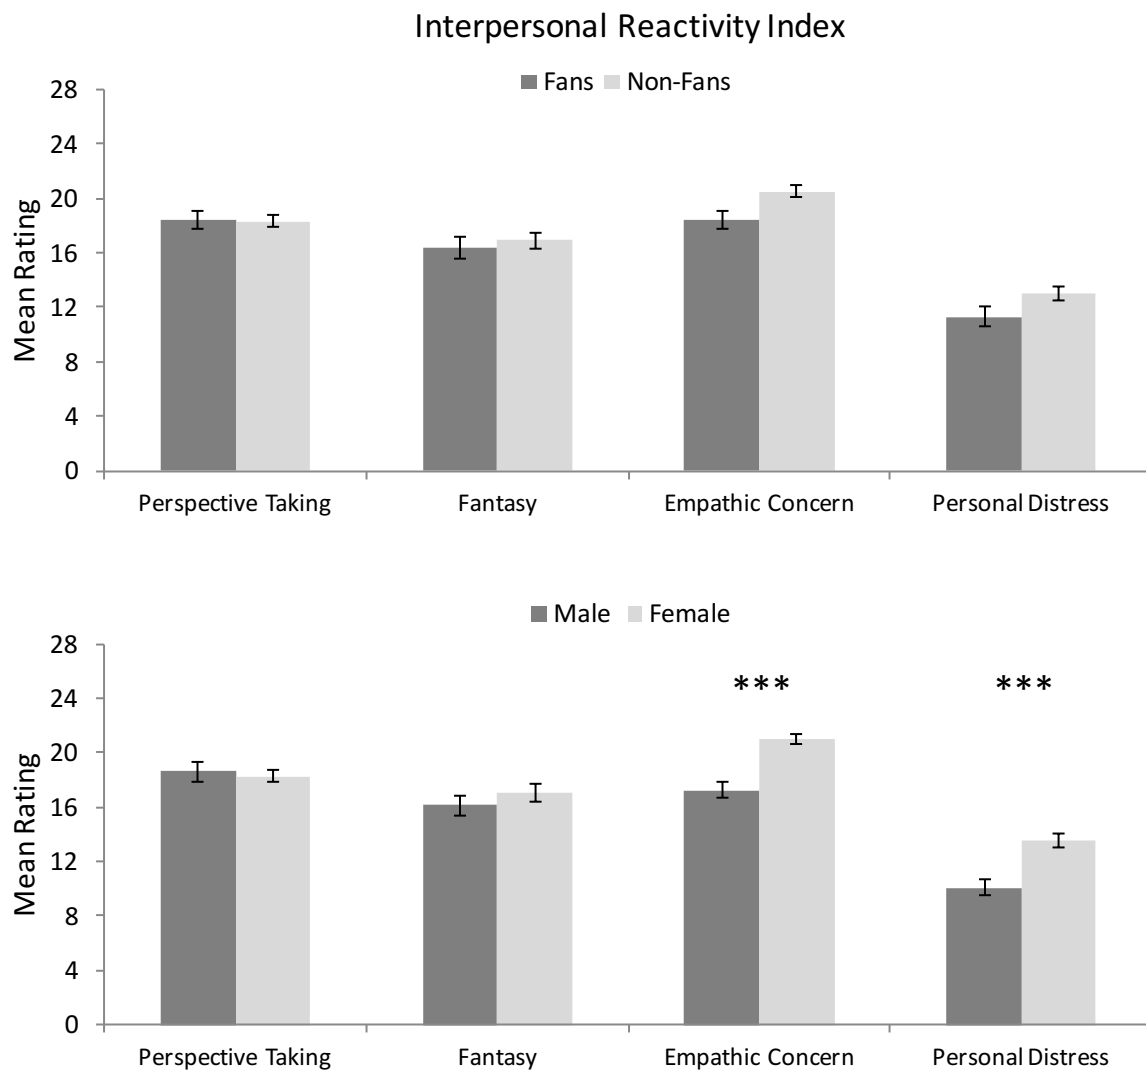 Interpersonal Reactivity Index
Fans Non-Fans
28
24
20
16
12
8
4
0
Mean Rating
Perspective Taking Fantasy Empathic Concern Personal Distress
Male Female
28
24
20
16
12
8
4
0
Mean Rating
*** ***
Perspective Taking Fantasy Empathic Concern Personal Distress